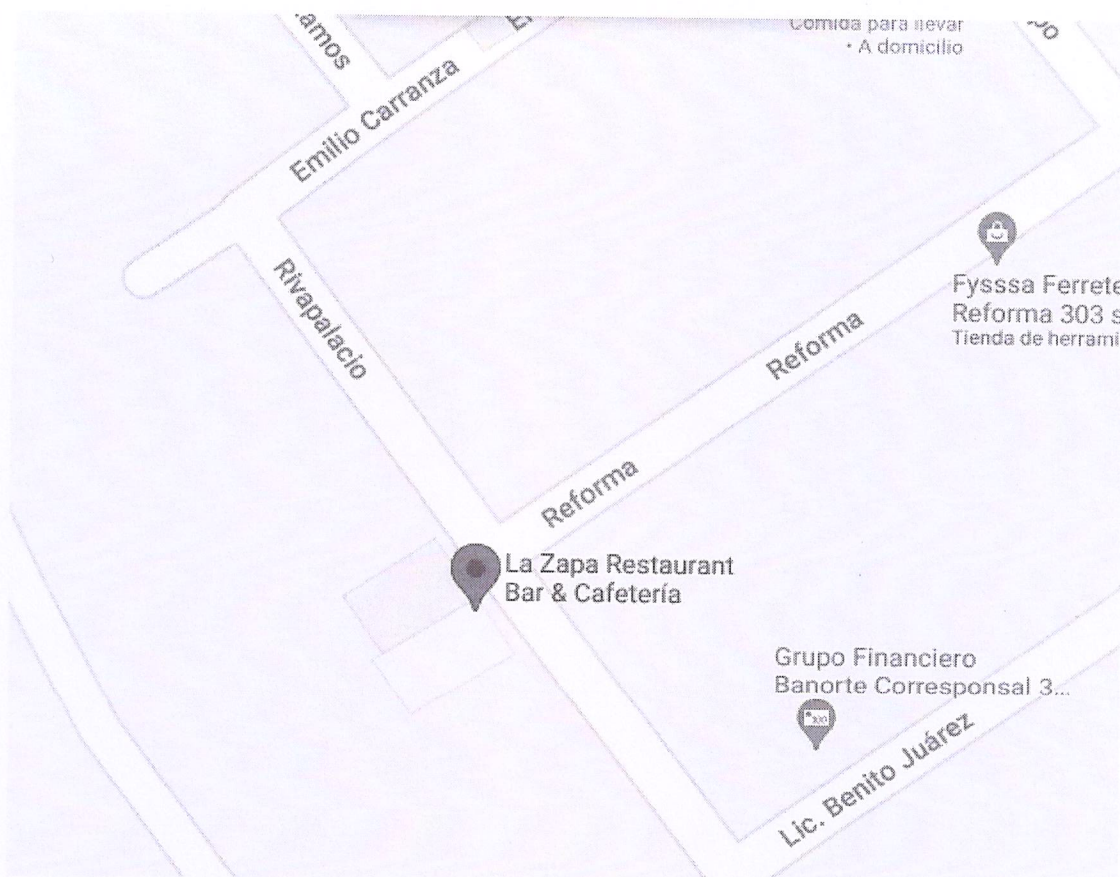 Comida para llevar
• A domicilio
Emilio Carranza
Rivapalacio
Fysssa Ferrete
Reforma 303 s
Tienda de herrami
Reforma
Reforma
La Zapa Restaurant
Bar & Cafetería
Grupo Financiero
Banorte Corresponsal 3...
Lic. Benito Juárez